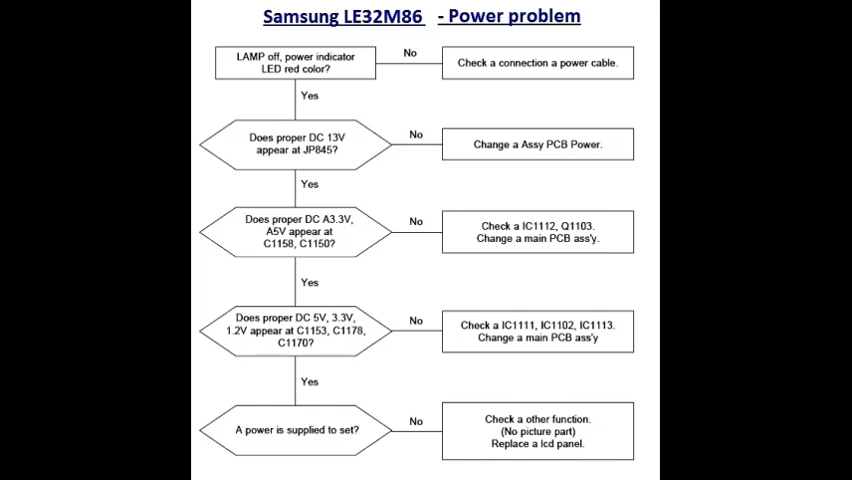 Samsung LE32M86 - Power problem
LAMP off, power indicator
LED red color?
No
Check a connection a power cable.
Yes
Does proper DC 13V
appear at JP845?
No
Change a Assy PCB Power.
Yes
Does proper DC A3.3V,
A5V appear at
C1158, C1150?
No
Check a IC1112, Q1103.
Change a main PCB ass'y.
Yes
Does proper DC 5V, 3.3V,
1.2V appear at C1153, C1178,
C1170?
No
Check a IC1111, IC1102, IC1113.
Change a main PCB ass'y
Yes
A power is supplied to set?
No
Check a other function.
(No picture part)
Replace a lcd panel.